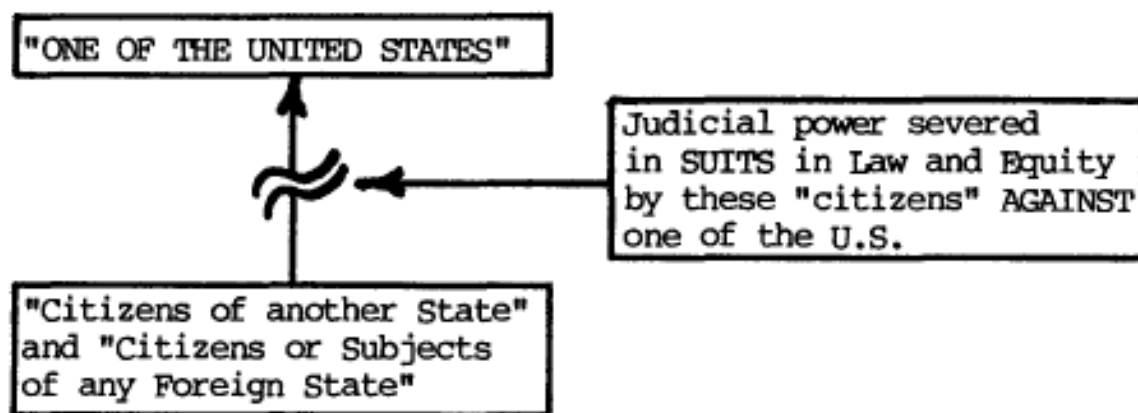 "ONE OF THE UNITED STATES"
Judicial power severed
in SUITS in Law and Equity
by these "citizens" AGAINST
one of the U.S.
"Citizens of another State"
and "Citizens or Subjects
of any Foreign State"